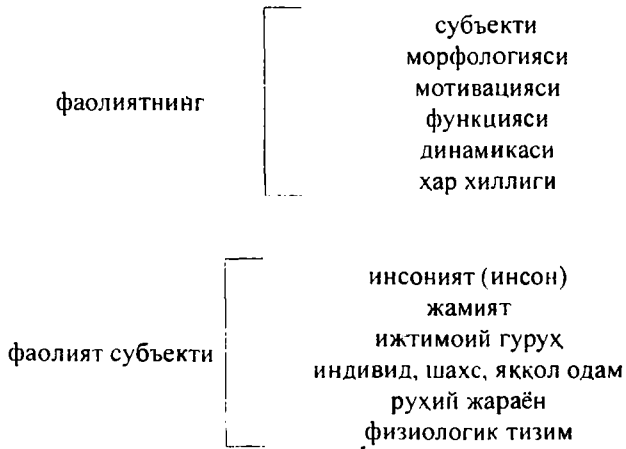 субъекти
морфологияси
мотивацияси
фаолиятнинг
функцияси
динамикаси
ҳар хиллиги
инсоният (инсон)
жамият
ижтимоий гуруҳ
фаолият субъекти
индивид, шахс, яққол одам
руҳий жараён
физиологик тизим